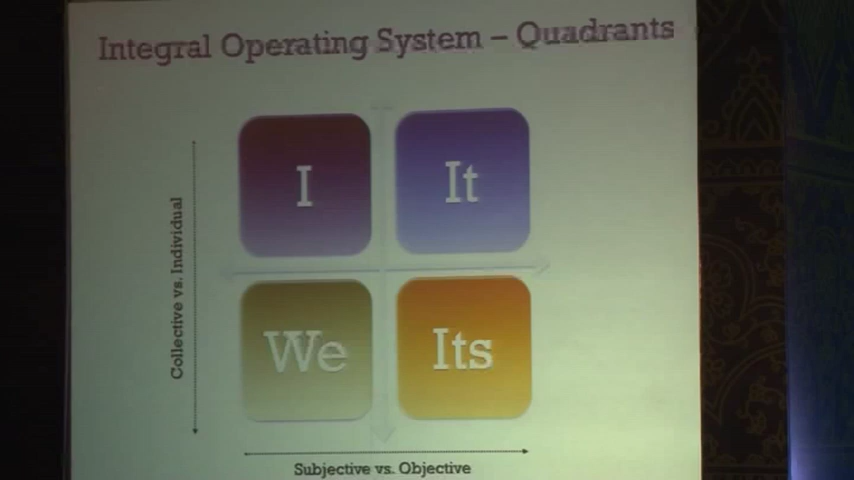 Integral Operating System – Quadrants
I
It
Collective vs. Individual
We
Its
Subjective vs. Objective